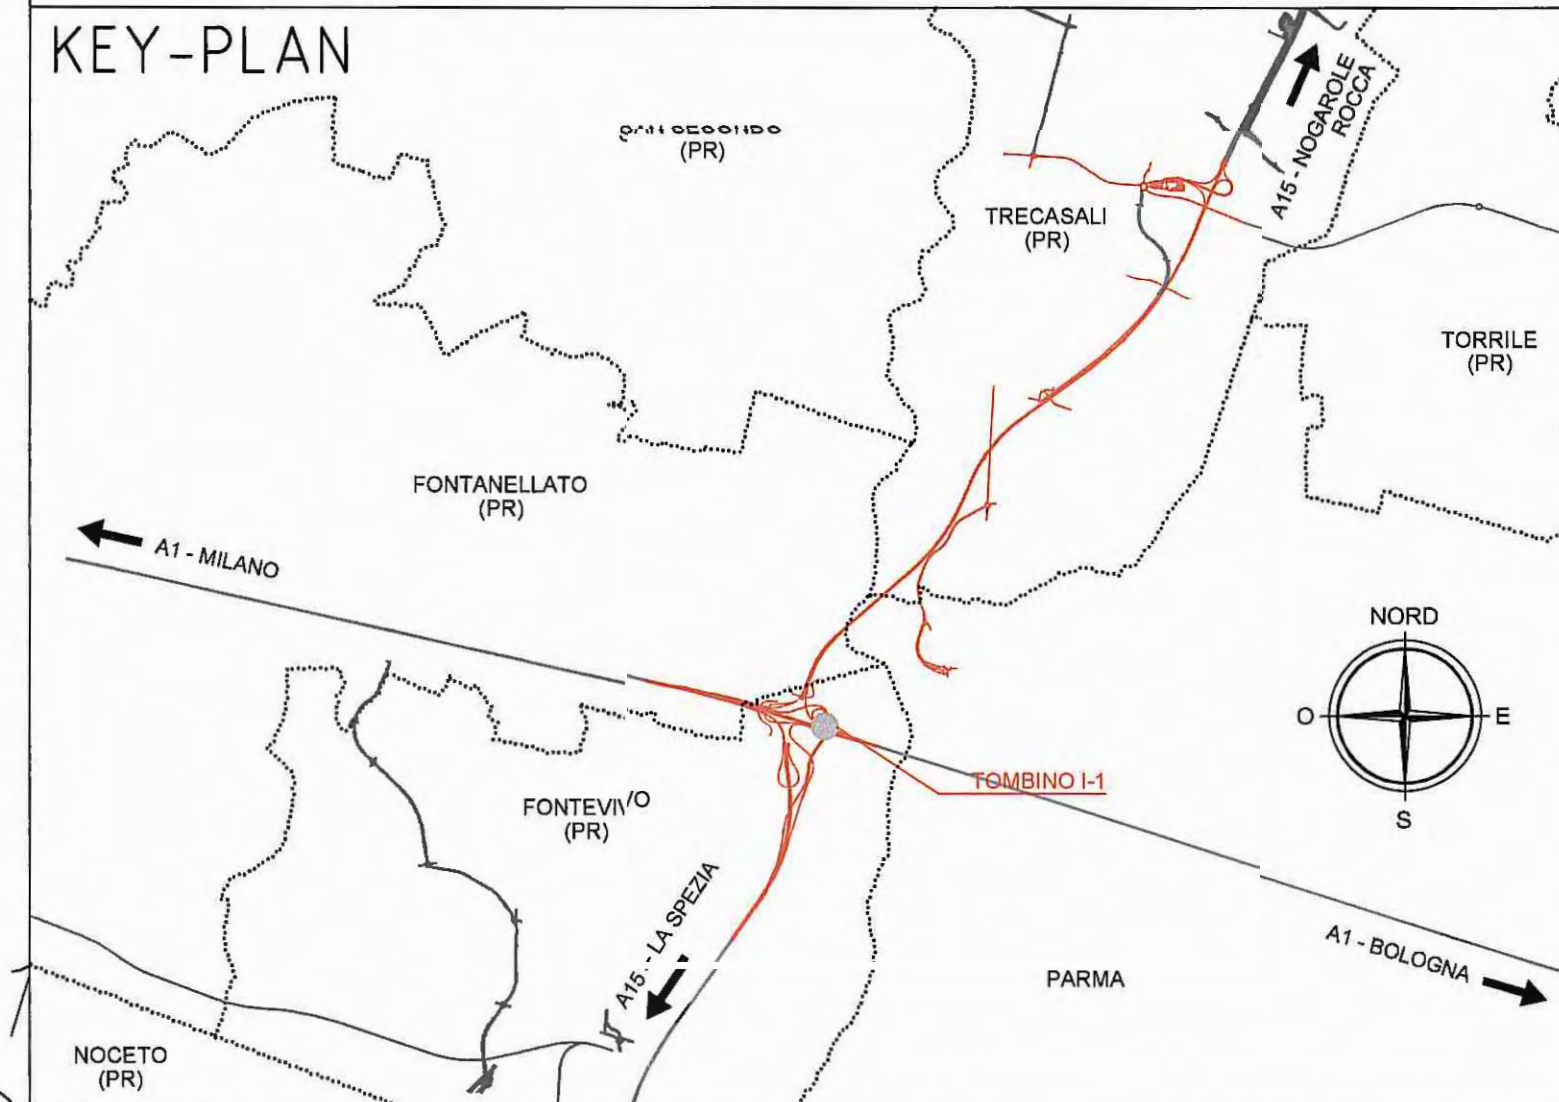 KEY-PLAN
(PR)
A15 - NOGAROLE
ROCCA
TRECASALI
(PR)
TORRILE
(PR)
FONTANELLATO
(PR)
A1 - MILANO
NORD
O
E
S
TOMBINO I-1
FONTEVIVO
(PR)
A15 - LA SPEZIA
A1 - BOLOGNA
PARMA
NOCETO
(PR)